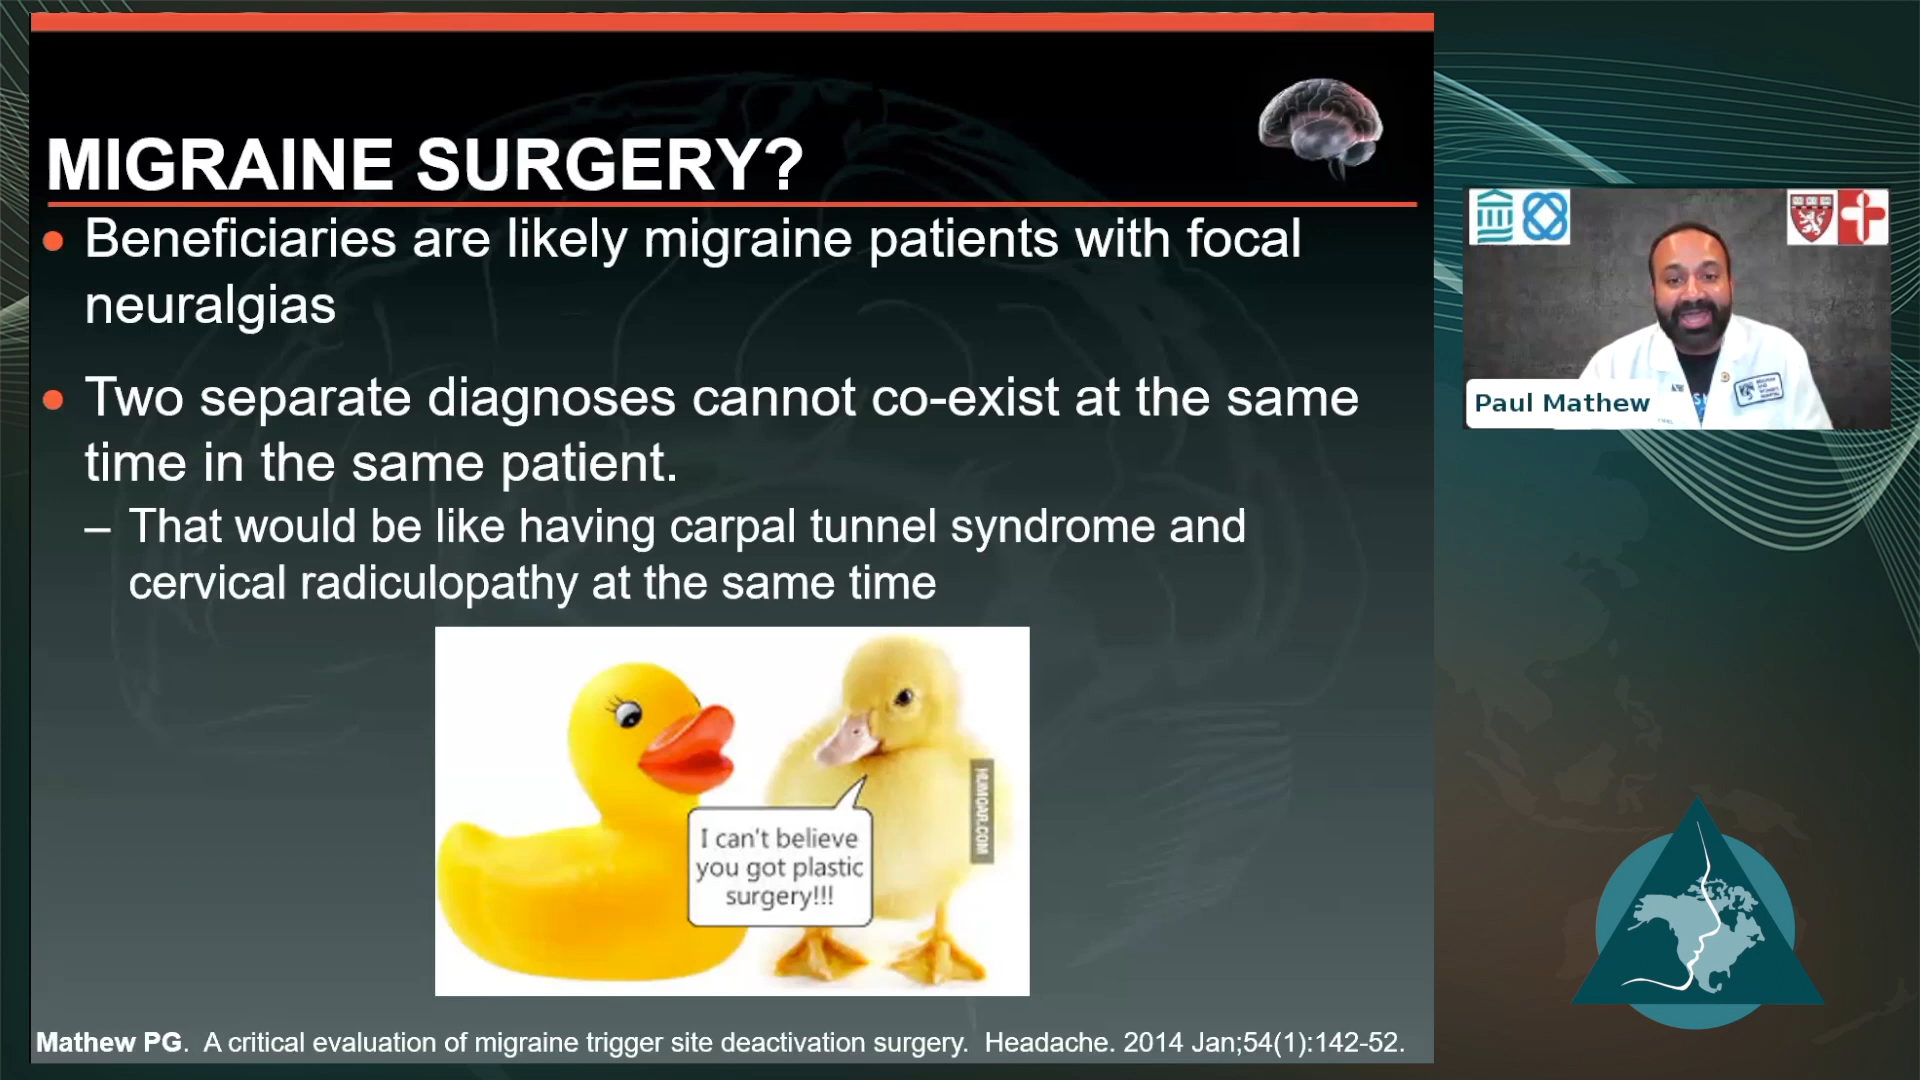 MIGRAINE SURGERY?
Beneficiaries are likely migraine patients with focal
neuralgias
Two separate diagnoses cannot co-exist at the same
time in the same patient.
– That would be like having carpal tunnel syndrome and
cervical radiculopathy at the same time
I can't believe
you got plastic
surgery!!!
Mathew PG. A critical evaluation of migraine trigger site deactivation surgery. Headache. 2014 Jan;54(1):142-52.
Paul Mathew